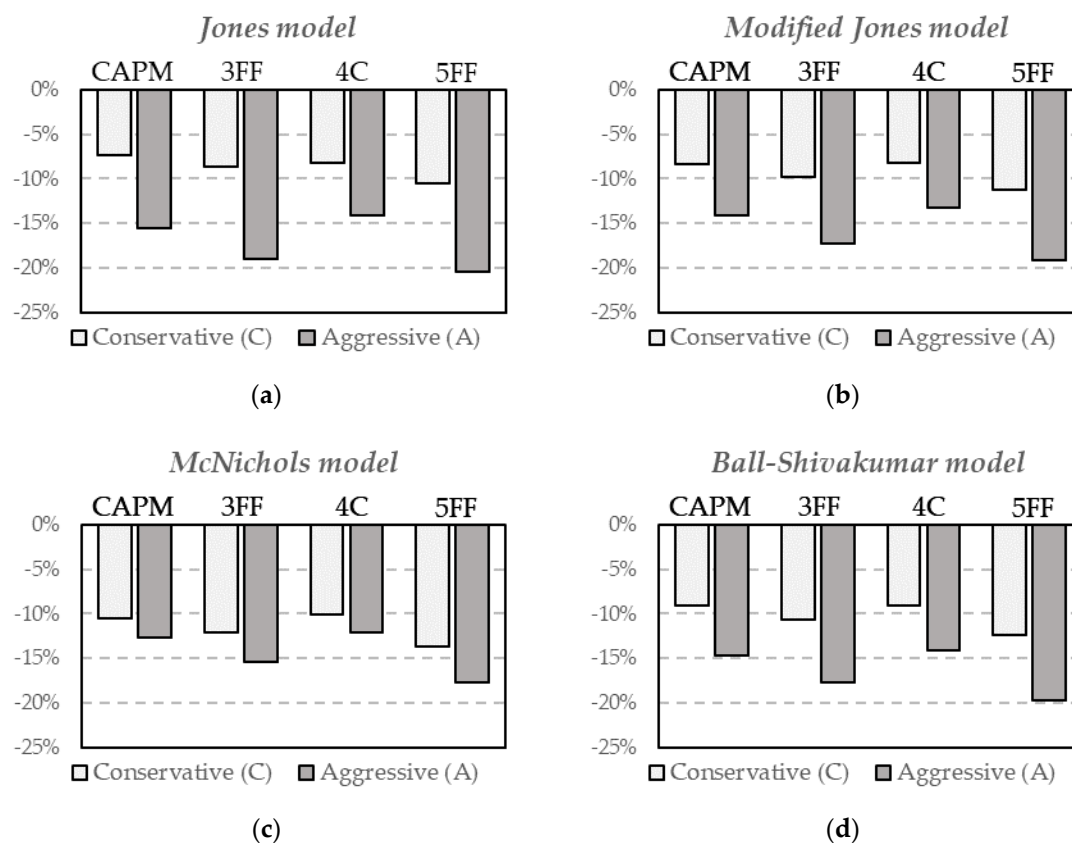 Jones model
CAPM 3FF 4C 5FF
0%
-5%
-10%
-15%
-20%
-25%
Conservative (C) Aggressive (A)
(a)
Modified Jones model
CAPM 3FF 4C 5FF
0%
-5%
-10%
-15%
-20%
-25%
Conservative (C) Aggressive (A)
(b)
McNichols model
CAPM 3FF 4C 5FF
0%
-5%
-10%
-15%
-20%
-25%
Conservative (C) Aggressive (A)
(c)
Ball-Shivakumar model
CAPM 3FF 4C 5FF
0%
-5%
-10%
-15%
-20%
-25%
Conservative (C) Aggressive (A)
(d)